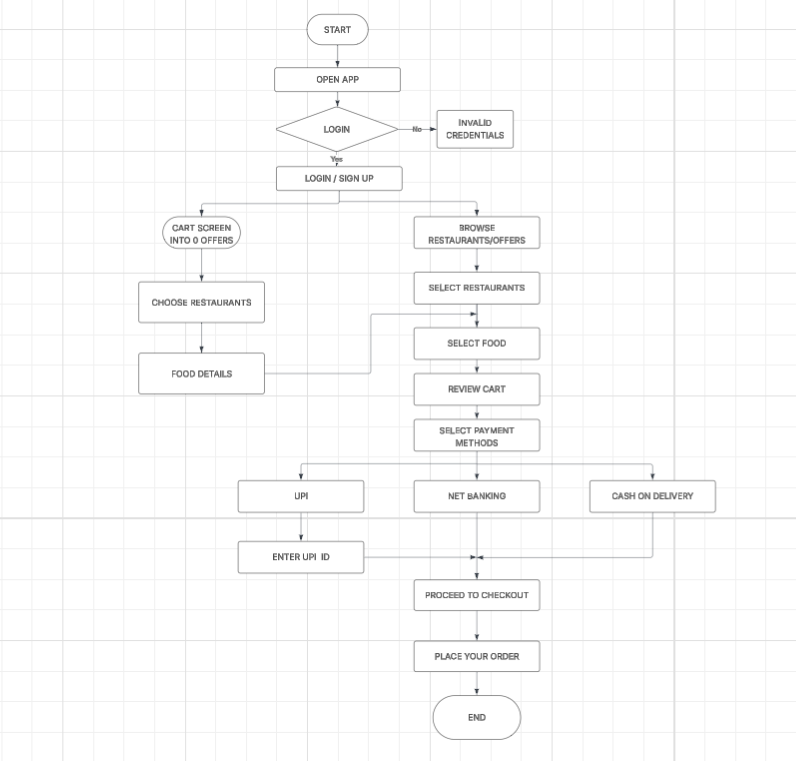 START
OPEN APP
LOGIN
No
INVALID
CREDENTIALS
Yes
LOGIN / SIGN UP
CART SCREEN
INTO 0 OFFERS
BROWSE
RESTAURANTS/OFFERS
CHOOSE RESTAURANTS
SELECT RESTAURANTS
SELECT FOOD
FOOD DETAILS
REVIEW CART
SELECT PAYMENT
METHODS
UPI
NET BANKING
CASH ON DELIVERY
ENTER UPI ID
PROCEED TO CHECKOUT
PLACE YOUR ORDER
END